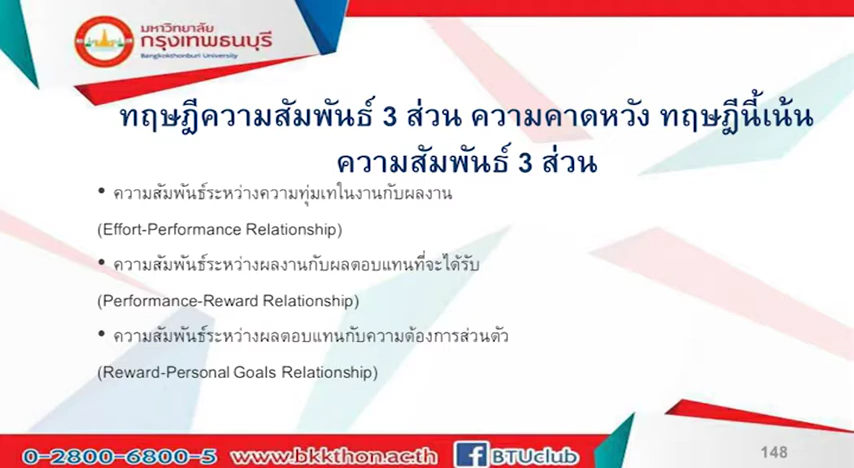 มหาวิทยาลัย
กรุงเทพธนบุรี
Bangkokthonburi University
ทฤษฎีความสัมพันธ์ 3 ส่วน ความคาดหวัง ทฤษฎีนี้เน้น
ความสัมพันธ์ 3 ส่วน
• ความสัมพันธ์ระหว่างความทุ่มเทในงานกับผลงาน
(Effort-Performance Relationship)
• ความสัมพันธ์ระหว่างผลงานกับผลตอบแทนที่จะได้รับ
(Performance-Reward Relationship)
• ความสัมพันธ์ระหว่างผลตอบแทนกับความต้องการส่วนตัว
(Reward-Personal Goals Relationship)
0-2800-6800-5 www.bkkthon.ac.th f BTUclub
148